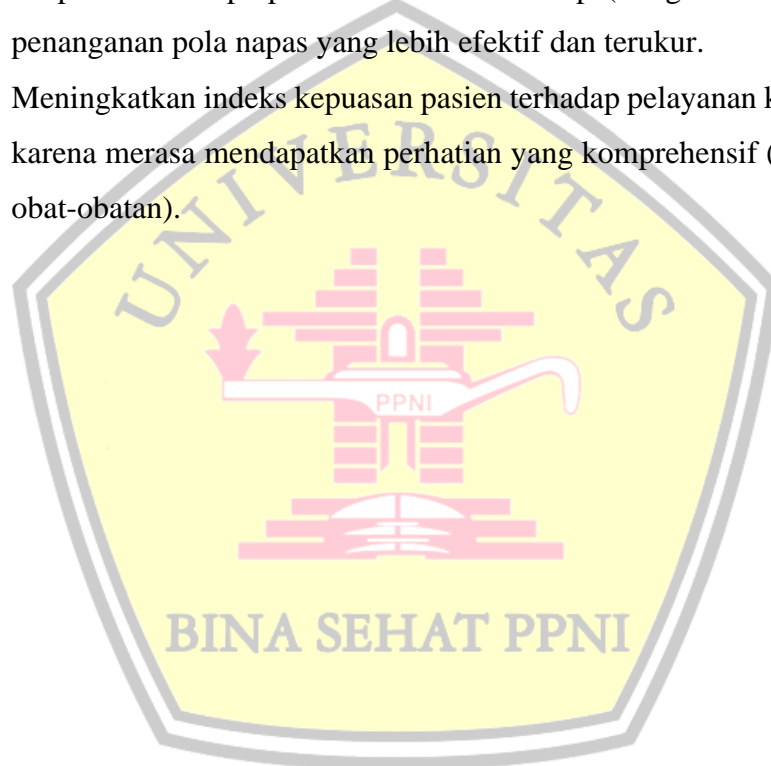 penanganan pola napas yang lebih efektif dan terukur.
Meningkatkan indeks kepuasan pasien terhadap pelayanan
karena merasa mendapatkan perhatian yang komprehensif (
obat-obatan).
UNIVERSITAS
PPNI
BINA SEHAT PPNI